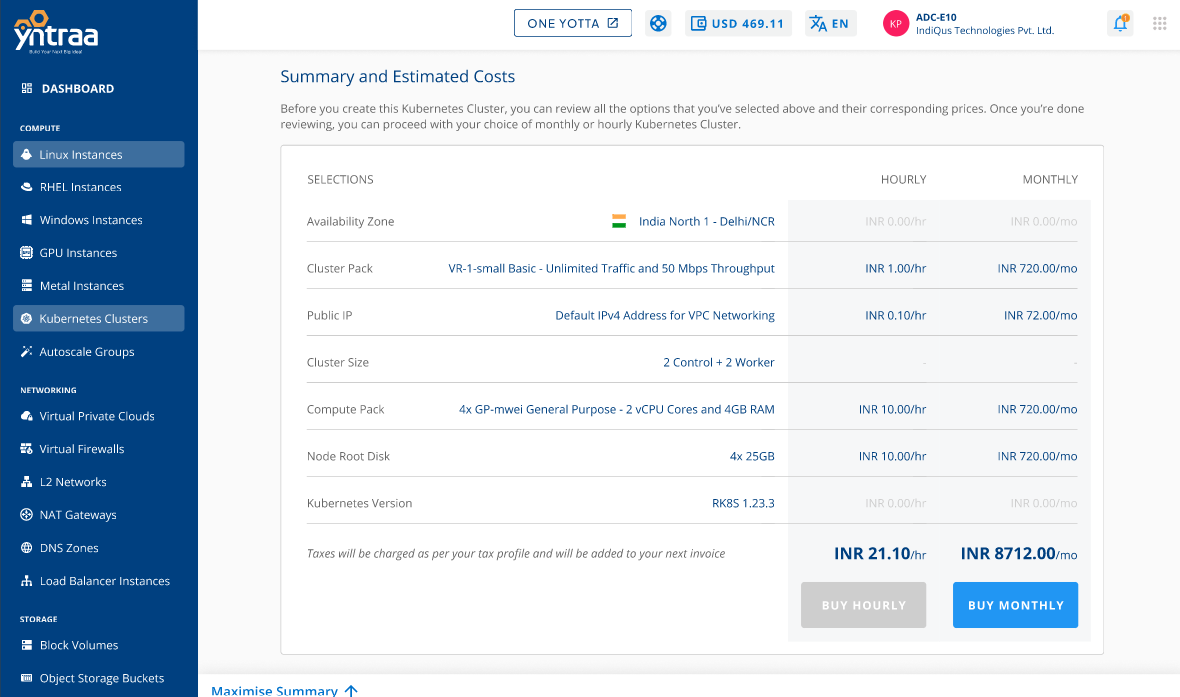 yntraa
Build Your Next Big Idea!
ONE YOTTA
USD 469.11
EN
KP
ADC-E10
IndiQus Technologies Pvt. Ltd.
DASHBOARD
COMPUTE
Linux Instances
RHEL Instances
Windows Instances
GPU Instances
Metal Instances
Kubernetes Clusters
Autoscale Groups
NETWORKING
Virtual Private Clouds
Virtual Firewalls
L2 Networks
NAT Gateways
DNS Zones
Load Balancer Instances
STORAGE
Block Volumes
Object Storage Buckets
Summary and Estimated Costs
Before you create this Kubernetes Cluster, you can review all the options that you've selected above and their corresponding prices. Once you're done
reviewing, you can proceed with your choice of monthly or hourly Kubernetes Cluster.
SELECTIONS HOURLY MONTHLY
Availability Zone India North 1 - Delhi/NCR INR 0.00/hr INR 0.00/mo
Cluster Pack VR-1-small Basic - Unlimited Traffic and 50 Mbps Throughput INR 1.00/hr INR 720.00/mo
Public IP Default IPv4 Address for VPC Networking INR 0.10/hr INR 72.00/mo
Cluster Size 2 Control + 2 Worker - -
Compute Pack 4x GP-mwei General Purpose - 2 vCPU Cores and 4GB RAM INR 10.00/hr INR 720.00/mo
Node Root Disk 4x 25GB INR 10.00/hr INR 720.00/mo
Kubernetes Version RK8S 1.23.3 INR 0.00/hr INR 0.00/mo
Taxes will be charged as per your tax profile and will be added to your next invoice INR 21.10/hr INR 8712.00/mo
BUY HOURLY BUY MONTHLY
Maximise Summary